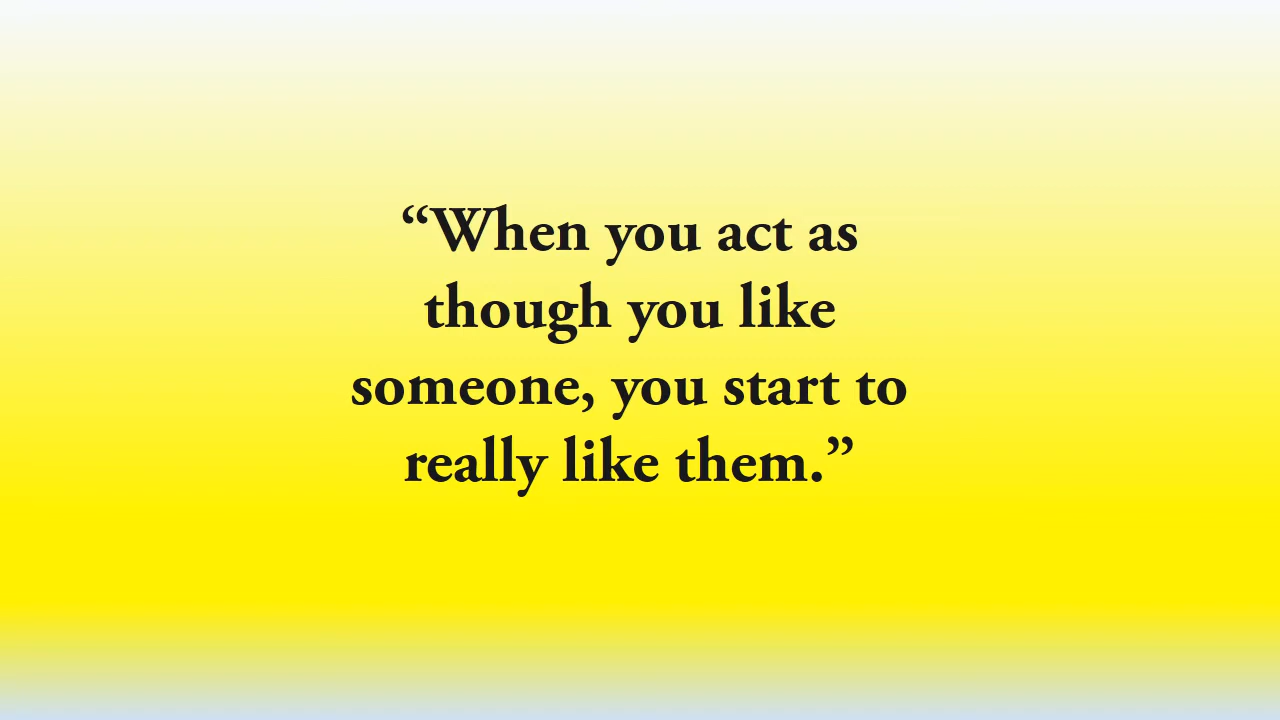 “When you act as
though you like
someone, you start to
really like them.”